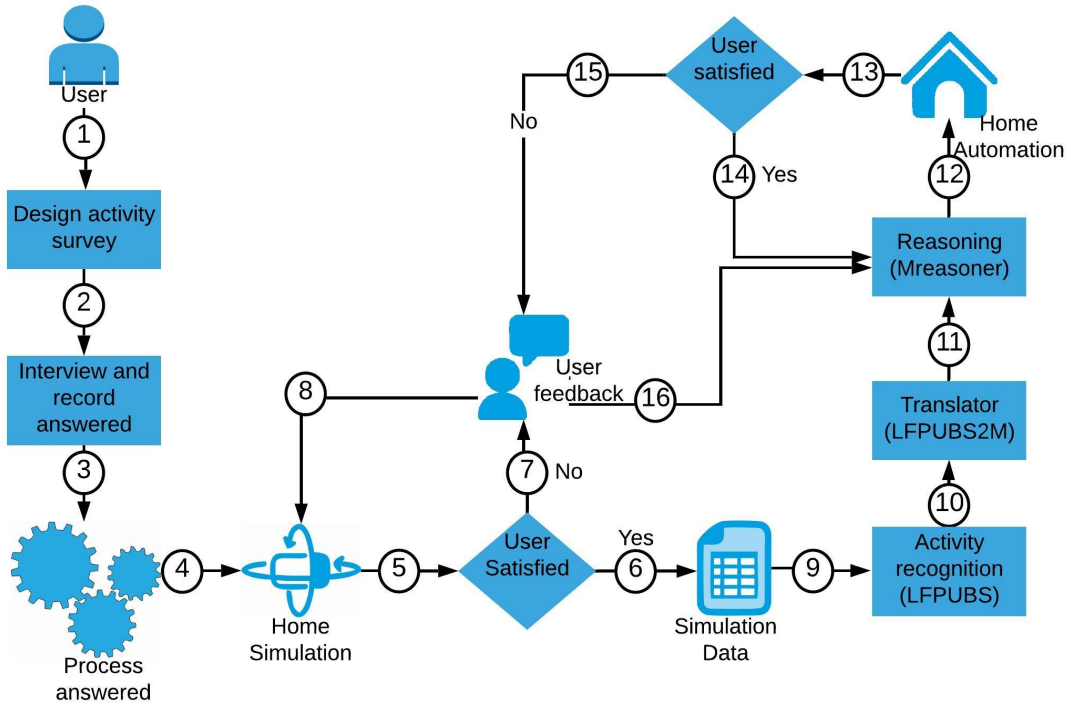 User
1
Design activity
survey
2
Interview and
record
answered
3
Process
answered
4
Home
Simulation
5
User
Satisfied
Yes
6
Simulation
Data
7
No
8
User
feedback
9
Activity
recognition
(LFPUBS)
10
Translator
(LFPUBS2M)
11
Reasoning
(Mreasoner)
12
Home
Automation
13
User
satisfied
14
Yes
15
No
16